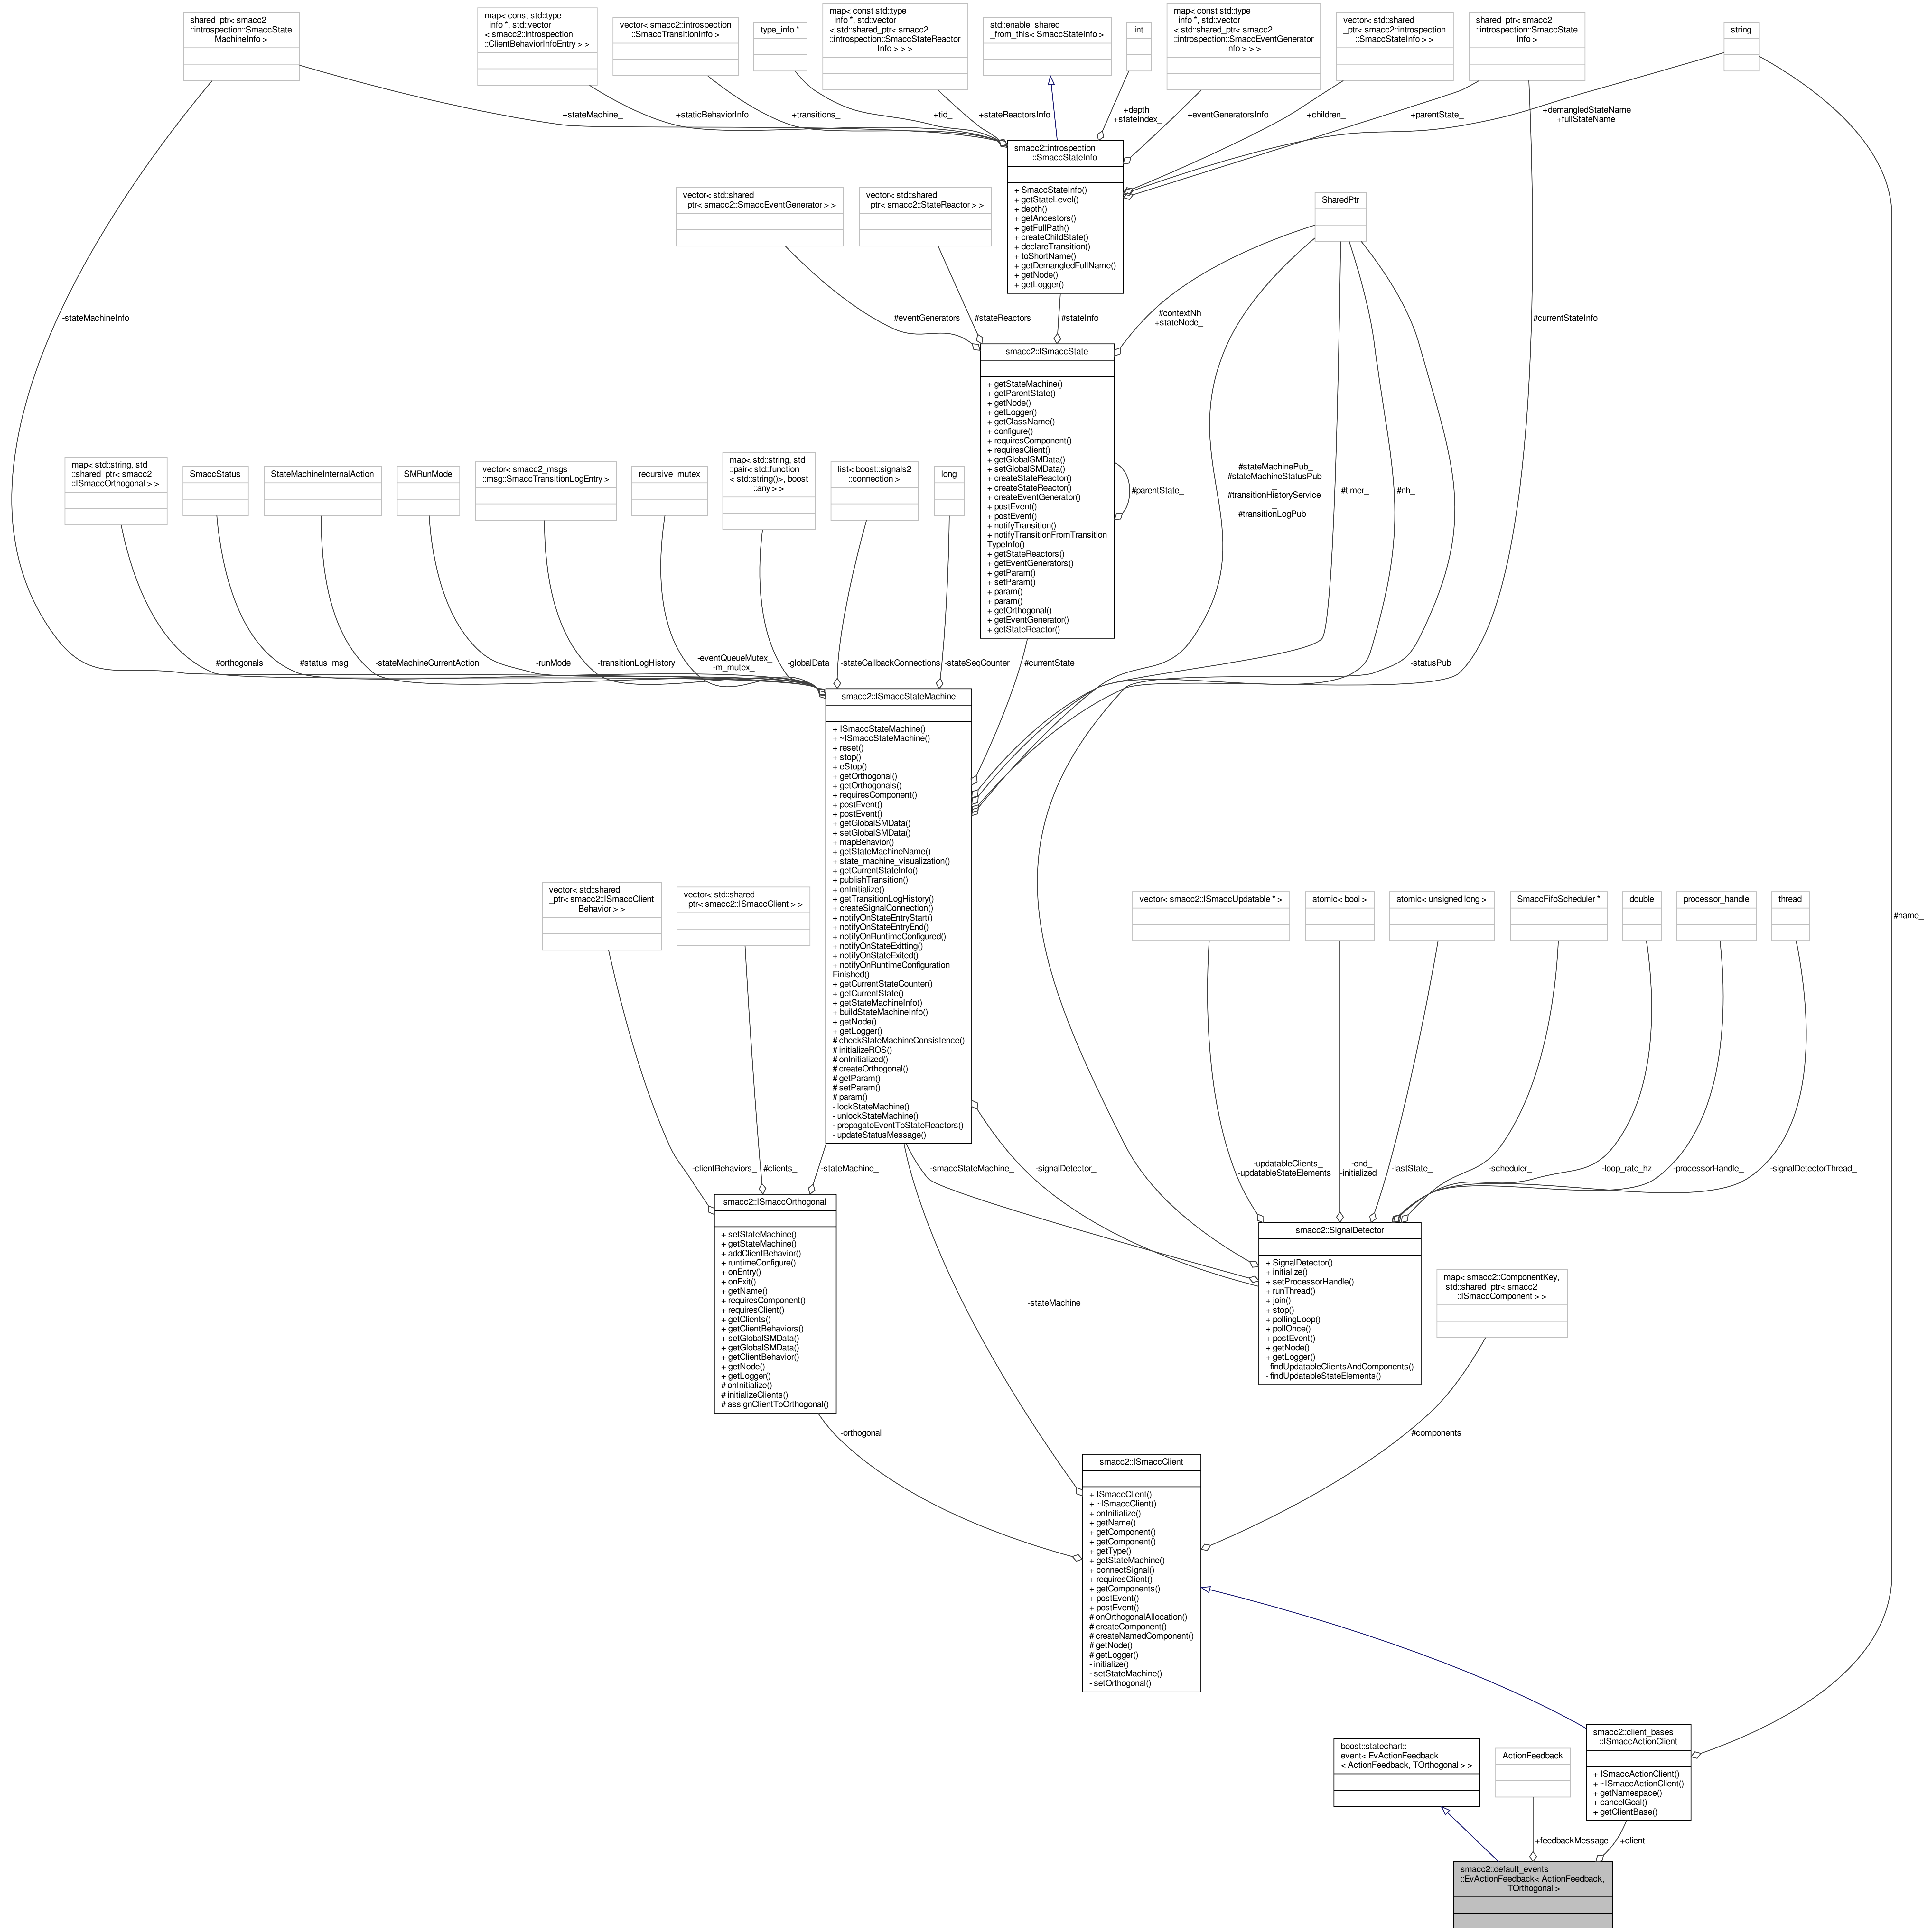 shared_ptr< smacc2
::introspection::SmaccState
MachineInfo >
map< const std::type
_info *, std::vector
< smacc2::introspection
::ClientBehaviorInfoEntry > >
vector< smacc2::introspection
::SmaccTransitionInfo >
type_info *
map< const std::type
_info *, std::vector
< std::shared_ptr< smacc2
::introspection::SmaccStateReactor
Info > > >
std::enable_shared
_from_this< SmaccStateInfo >
int
map< const std::type
_info *, std::vector
< std::shared_ptr< smacc2
::introspection::SmaccEventGenerator
Info > > >
vector< std::shared
_ptr< smacc2::introspection
::SmaccStateInfo > >
shared_ptr< smacc2
::introspection::SmaccState
Info >
string
+stateMachine_
+staticBehaviorInfo
+transitions_
+tid_
+stateReactorsInfo
+depth_
+stateIndex_
+eventGeneratorsInfo
+children_
+parentState_
+demangledStateName
+fullStateName
smacc2::introspection
::SmaccStateInfo
+ SmaccStateInfo()
+ getStateLevel()
+ depth()
+ getAncestors()
+ getFullPath()
+ createChildState()
+ declareTransition()
+ toShortName()
+ getDemangledFullName()
+ getNode()
+ getLogger()
vector< std::shared
_ptr< smacc2::SmaccEventGenerator > >
vector< std::shared
_ptr< smacc2::StateReactor > >
SharedPtr
-stateMachineInfo_
#eventGenerators_
#stateReactors_
#stateInfo_
#contextNh
+stateNode_
#currentStateInfo_
smacc2::ISmaccState
+ getStateMachine()
+ getParentState()
+ getNode()
+ getLogger()
+ getClassName()
+ configure()
+ requiresComponent()
+ requiresClient()
+ getGlobalSMData()
+ setGlobalSMData()
+ createStateReactor()
+ createStateReactor()
+ createEventGenerator()
+ postEvent()
+ postEvent()
+ notifyTransition()
+ notifyTransitionFromTransition
TypeInfo()
+ getStateReactors()
+ getEventGenerators()
+ getParam()
+ setParam()
+ param()
+ param()
+ getOrthogonal()
+ getEventGenerator()
+ getStateReactor()
#parentState_
#stateMachinePub_
#stateMachineStatusPub
_
#transitionHistoryService
_
#transitionLogPub_
#timer_
#nh_
map< std::string, std
::shared_ptr< smacc2
::ISmaccOrthogonal > >
SmaccStatus
StateMachineInternalAction
SMRunMode
vector< smacc2_msgs
::msg::SmaccTransitionLogEntry >
recursive_mutex
map< std::string, std
::pair< std::function
< std::string()>, boost
::any > >
list< boost::signals2
::connection >
long
#orthogonals_
#status_msg_
-stateMachineCurrentAction
-runMode_
-transitionLogHistory_
-eventQueueMutex_
-m_mutex_
-globalData_
-stateCallbackConnections
-stateSeqCounter_
#currentState_
-statusPub_
smacc2::ISmaccStateMachine
+ ISmaccStateMachine()
+ ~ISmaccStateMachine()
+ reset()
+ stop()
+ eStop()
+ getOrthogonal()
+ getOrthogonals()
+ requiresComponent()
+ postEvent()
+ postEvent()
+ getGlobalSMData()
+ setGlobalSMData()
+ mapBehavior()
+ getStateMachineName()
+ state_machine_visualization()
+ getCurrentStateInfo()
+ publishTransition()
+ onInitialize()
+ getTransitionLogHistory()
+ createSignalConnection()
+ notifyOnStateEntryStart()
+ notifyOnStateEntryEnd()
+ notifyOnRuntimeConfigured()
+ notifyOnStateExitting()
+ notifyOnStateExited()
+ notifyOnRuntimeConfiguration
Finished()
+ getCurrentStateCounter()
+ getCurrentState()
+ getStateMachineInfo()
+ buildStateMachineInfo()
+ getNode()
+ getLogger()
# checkStateMachineConsistence()
# initializeROS()
# onInitialized()
# createOrthogonal()
# getParam()
# setParam()
# param()
- lockStateMachine()
- unlockStateMachine()
- propagateEventToStateReactors()
- updateStatusMessage()
vector< std::shared
_ptr< smacc2::ISmaccClient
Behavior > >
vector< std::shared
_ptr< smacc2::ISmaccClient > >
vector< smacc2::ISmaccUpdatable * >
atomic< bool >
atomic< unsigned long >
SmaccFifoScheduler *
double
processor_handle
thread
#name_
-clientBehaviors_
#clients_
-stateMachine_
-smaccStateMachine_
-signalDetector_
-updatableClients_
-updatableStateElements_
-end_
-initialized_
-lastState_
-scheduler_
-loop_rate_hz
-processorHandle_
-signalDetectorThread_
smacc2::ISmaccOrthogonal
+ setStateMachine()
+ getStateMachine()
+ addClientBehavior()
+ runtimeConfigure()
+ onEntry()
+ onExit()
+ getName()
+ requiresComponent()
+ requiresClient()
+ getClients()
+ getClientBehaviors()
+ setGlobalSMData()
+ getGlobalSMData()
+ getClientBehavior()
+ getNode()
+ getLogger()
# onInitialize()
# initializeClients()
# assignClientToOrthogonal()
smacc2::SignalDetector
+ SignalDetector()
+ initialize()
+ setProcessorHandle()
+ runThread()
+ join()
+ stop()
+ pollingLoop()
+ pollOnce()
+ postEvent()
+ getNode()
+ getLogger()
- findUpdatableClientsAndComponents()
- findUpdatableStateElements()
map< smacc2::ComponentKey,
std::shared_ptr< smacc2
::ISmaccComponent > >
-stateMachine_
-orthogonal_
#components_
smacc2::ISmaccClient
+ ISmaccClient()
+ ~ISmaccClient()
+ onInitialize()
+ getName()
+ getComponent()
+ getComponent()
+ getType()
+ getStateMachine()
+ connectSignal()
+ requiresClient()
+ getComponents()
+ postEvent()
+ postEvent()
# onOrthogonalAllocation()
# createComponent()
# createNamedComponent()
# getNode()
# getLogger()
- initialize()
- setStateMachine()
- setOrthogonal()
smacc2::client_bases
::ISmaccActionClient
+ ISmaccActionClient()
+ ~ISmaccActionClient()
+ getNamespace()
+ cancelGoal()
+ getClientBase()
boost::statechart::
event< EvActionFeedback
< ActionFeedback, TOrthogonal > >
ActionFeedback
+feedbackMessage
+client
smacc2::default_events
::EvActionFeedback< ActionFeedback,
TOrthogonal >